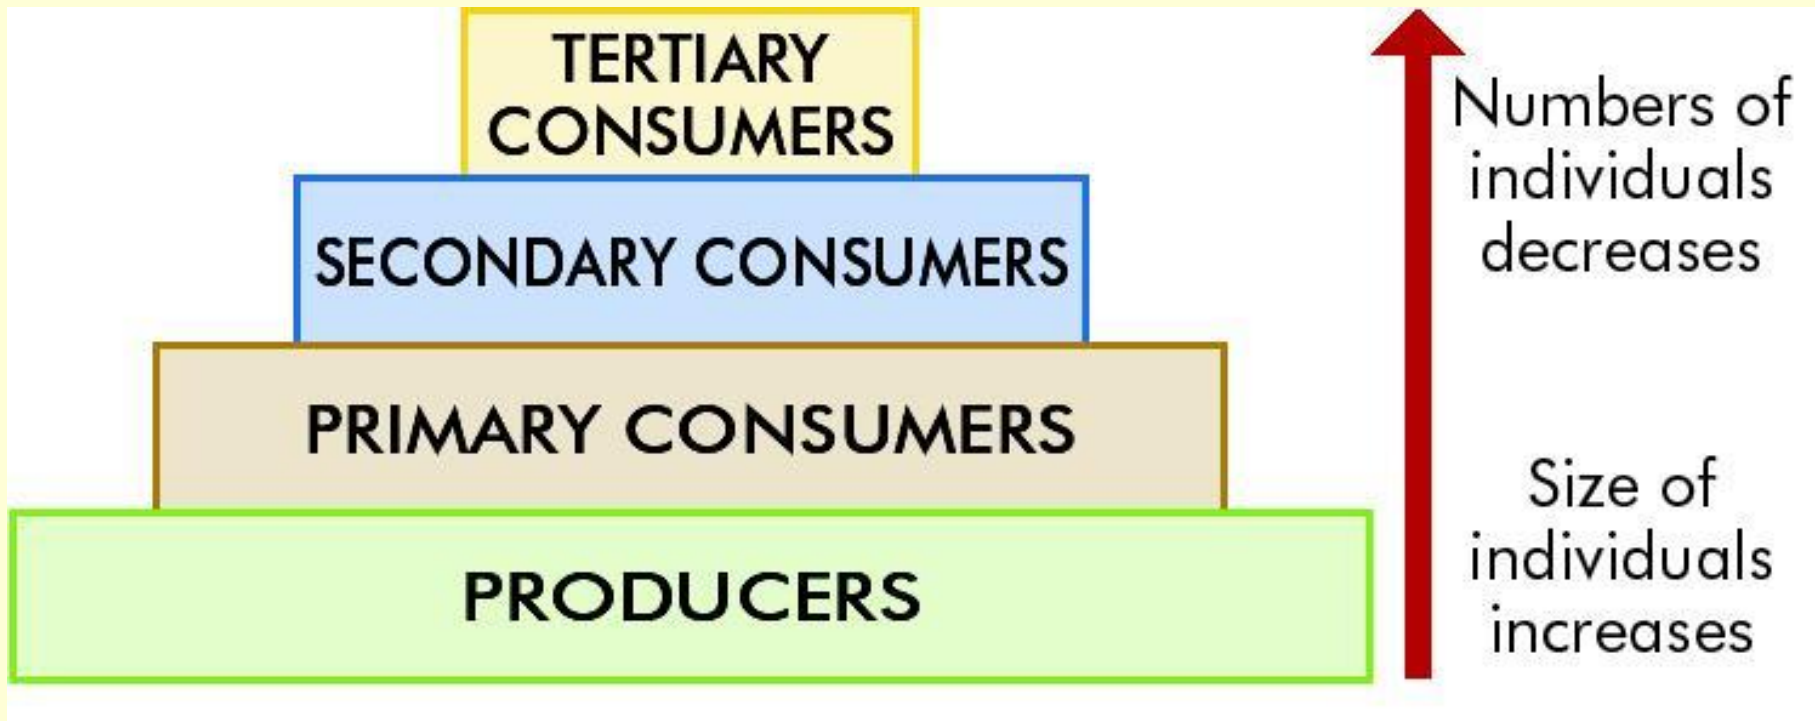 TERTIARY
CONSUMERS
SECONDARY CONSUMERS
PRIMARY CONSUMERS
PRODUCERS
Numbers of
individuals
decreases
Size of
individuals
increases